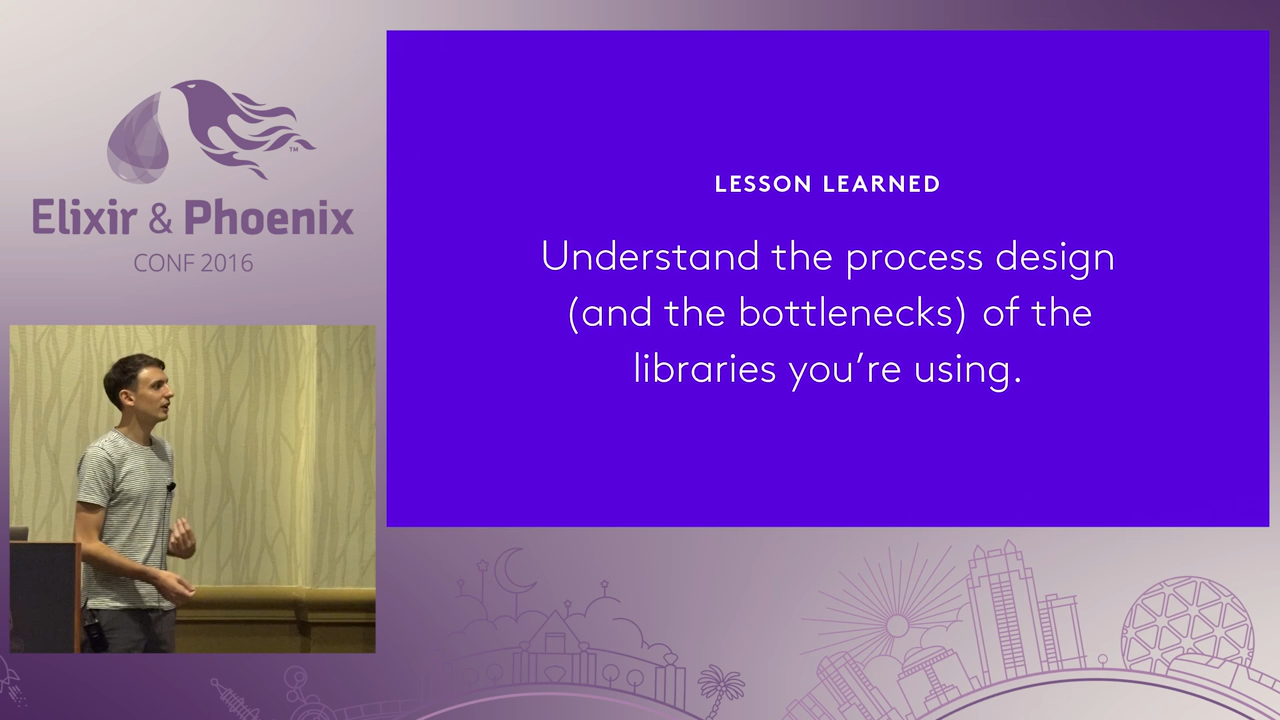 Elixir & Phoenix
TM
CONF 2016
LESSON LEARNED
Understand the process design
(and the bottlenecks) of the
libraries you're using.